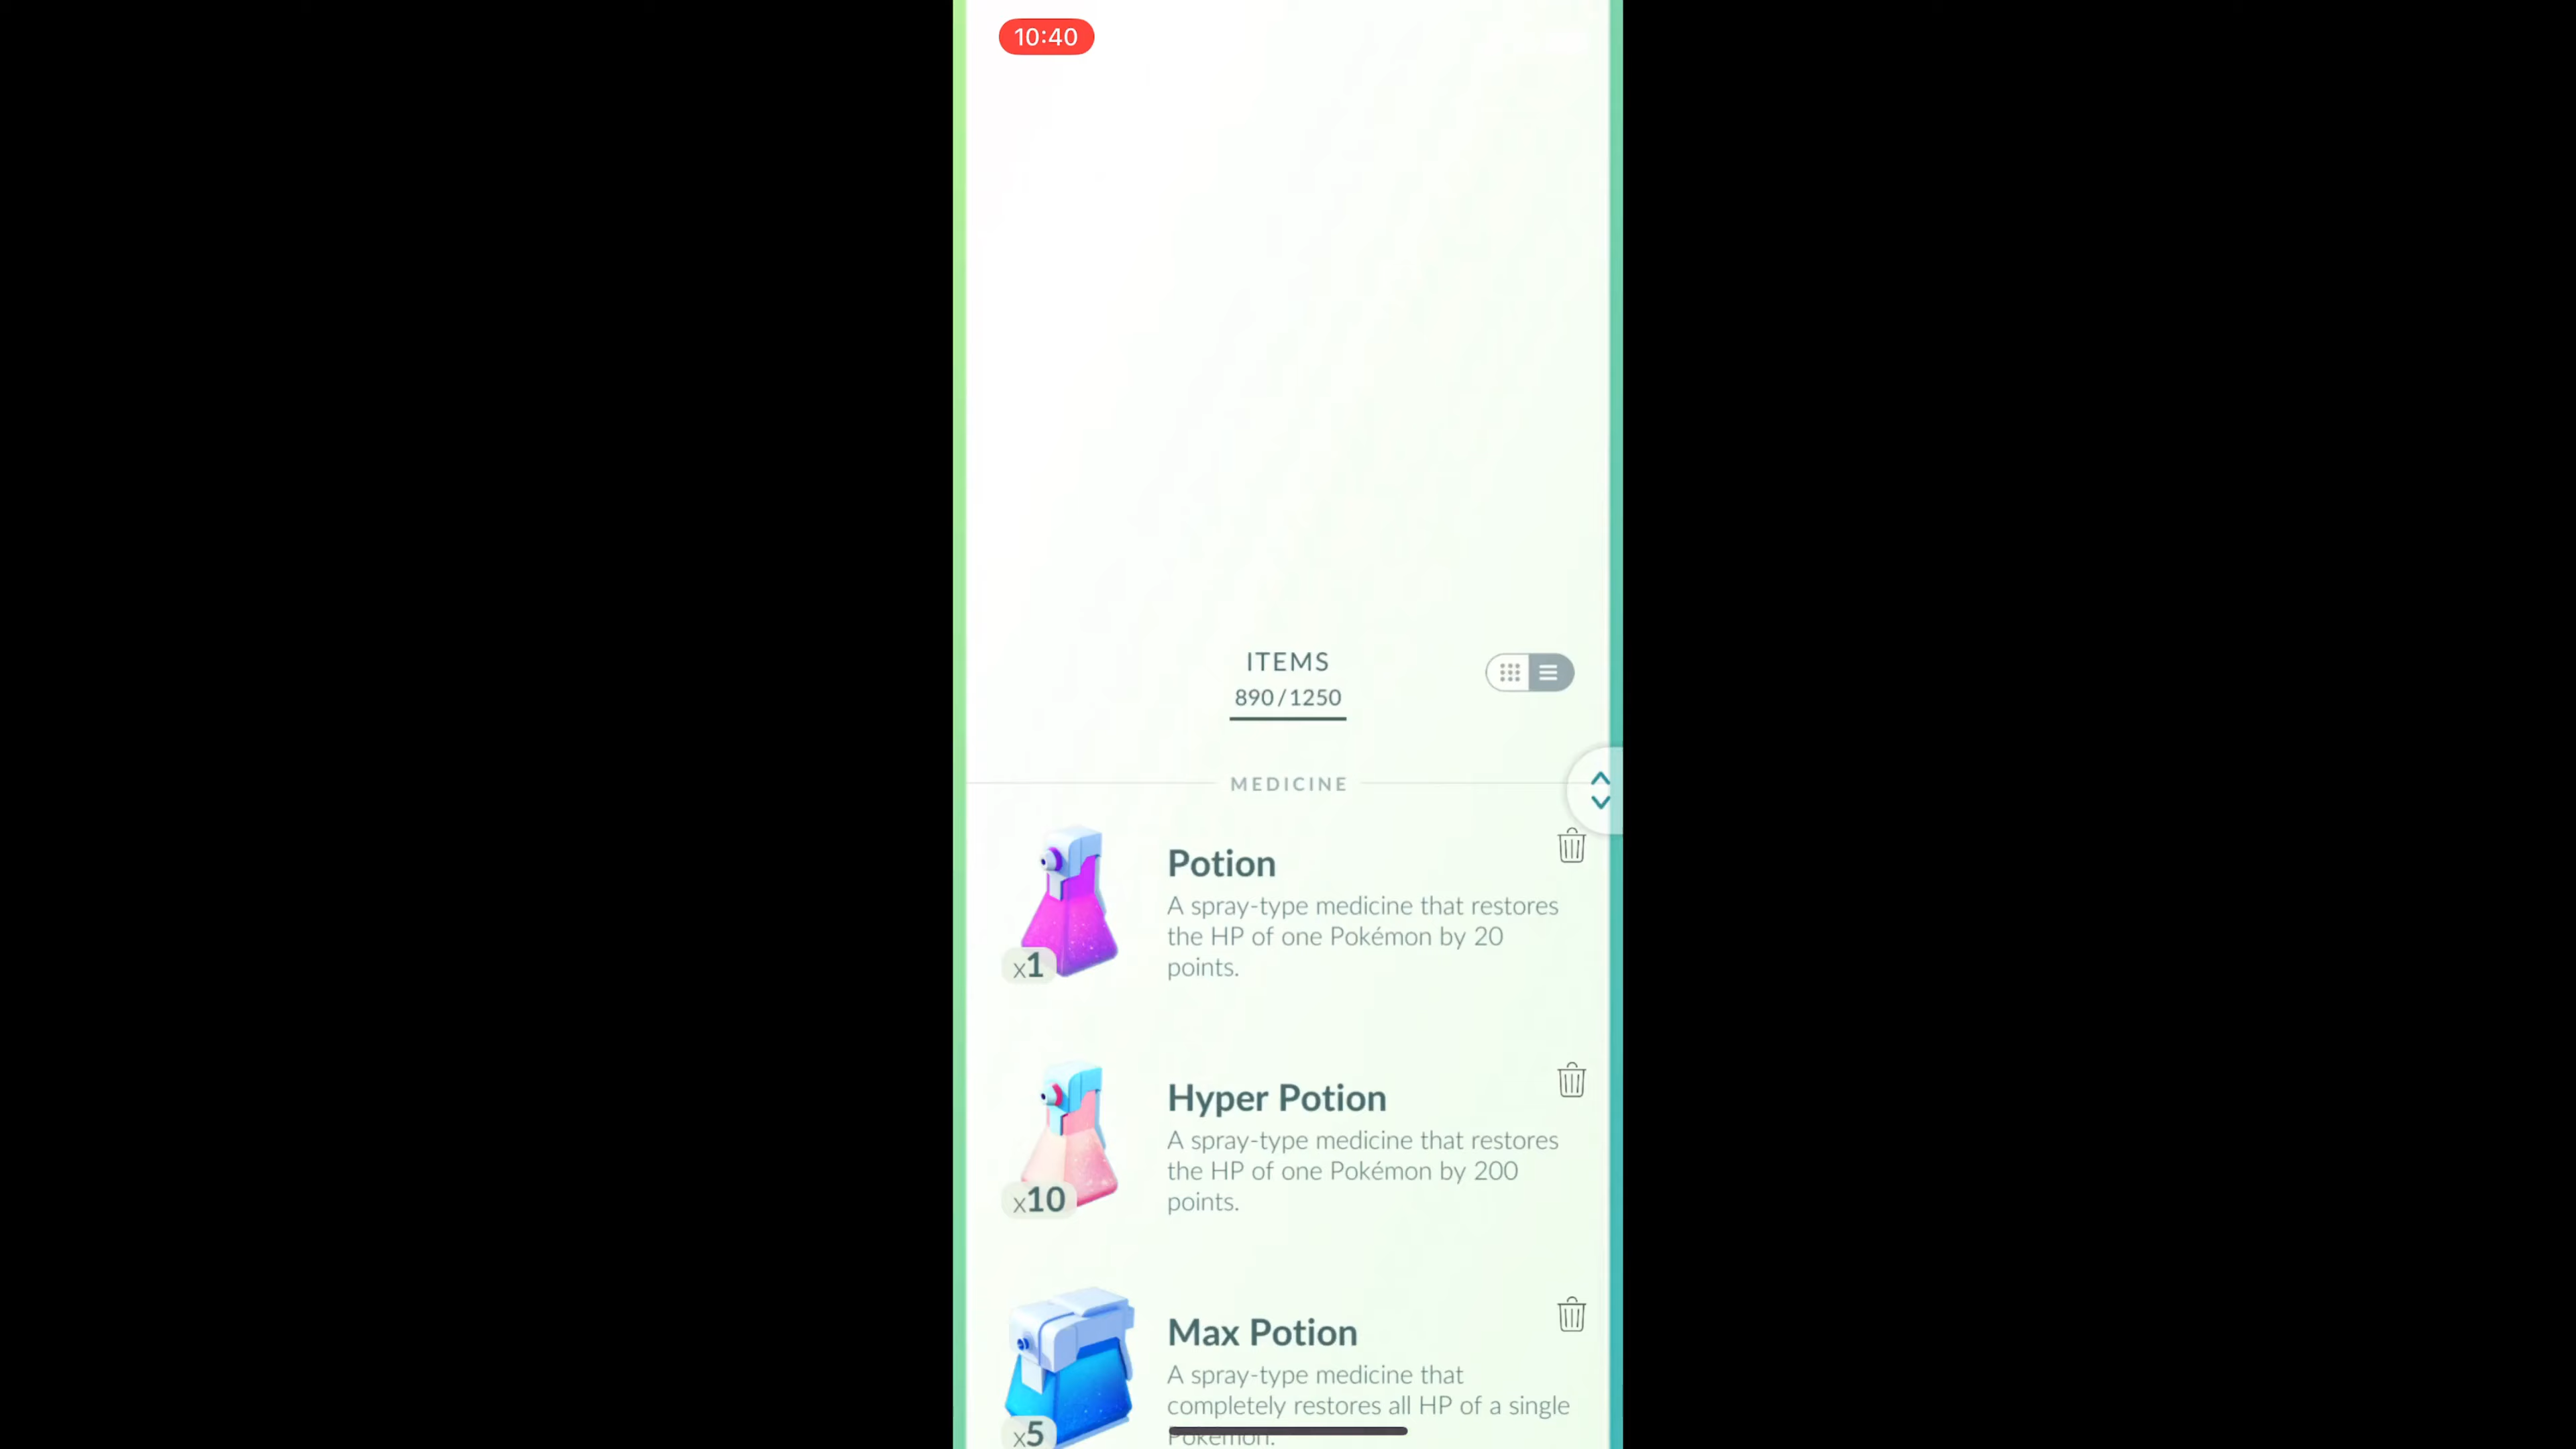 10:40
ITEMS
890/1250
MEDICINE
Potion
A spray-type medicine that restores
the HP of one Pokémon by 20
points.
x1
Hyper Potion
A spray-type medicine that restores
the HP of one Pokémon by 200
points.
x10
Max Potion
A spray-type medicine that
completely restores all HP of a single
Pokémon.
x5